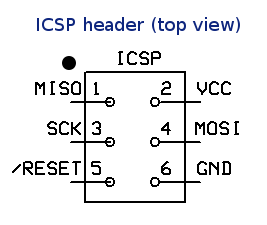 ICSP header (top view)
ICSP
MISO 1 2 VCC
SCK 3 4 MOSI
/RESET 5 6 GND